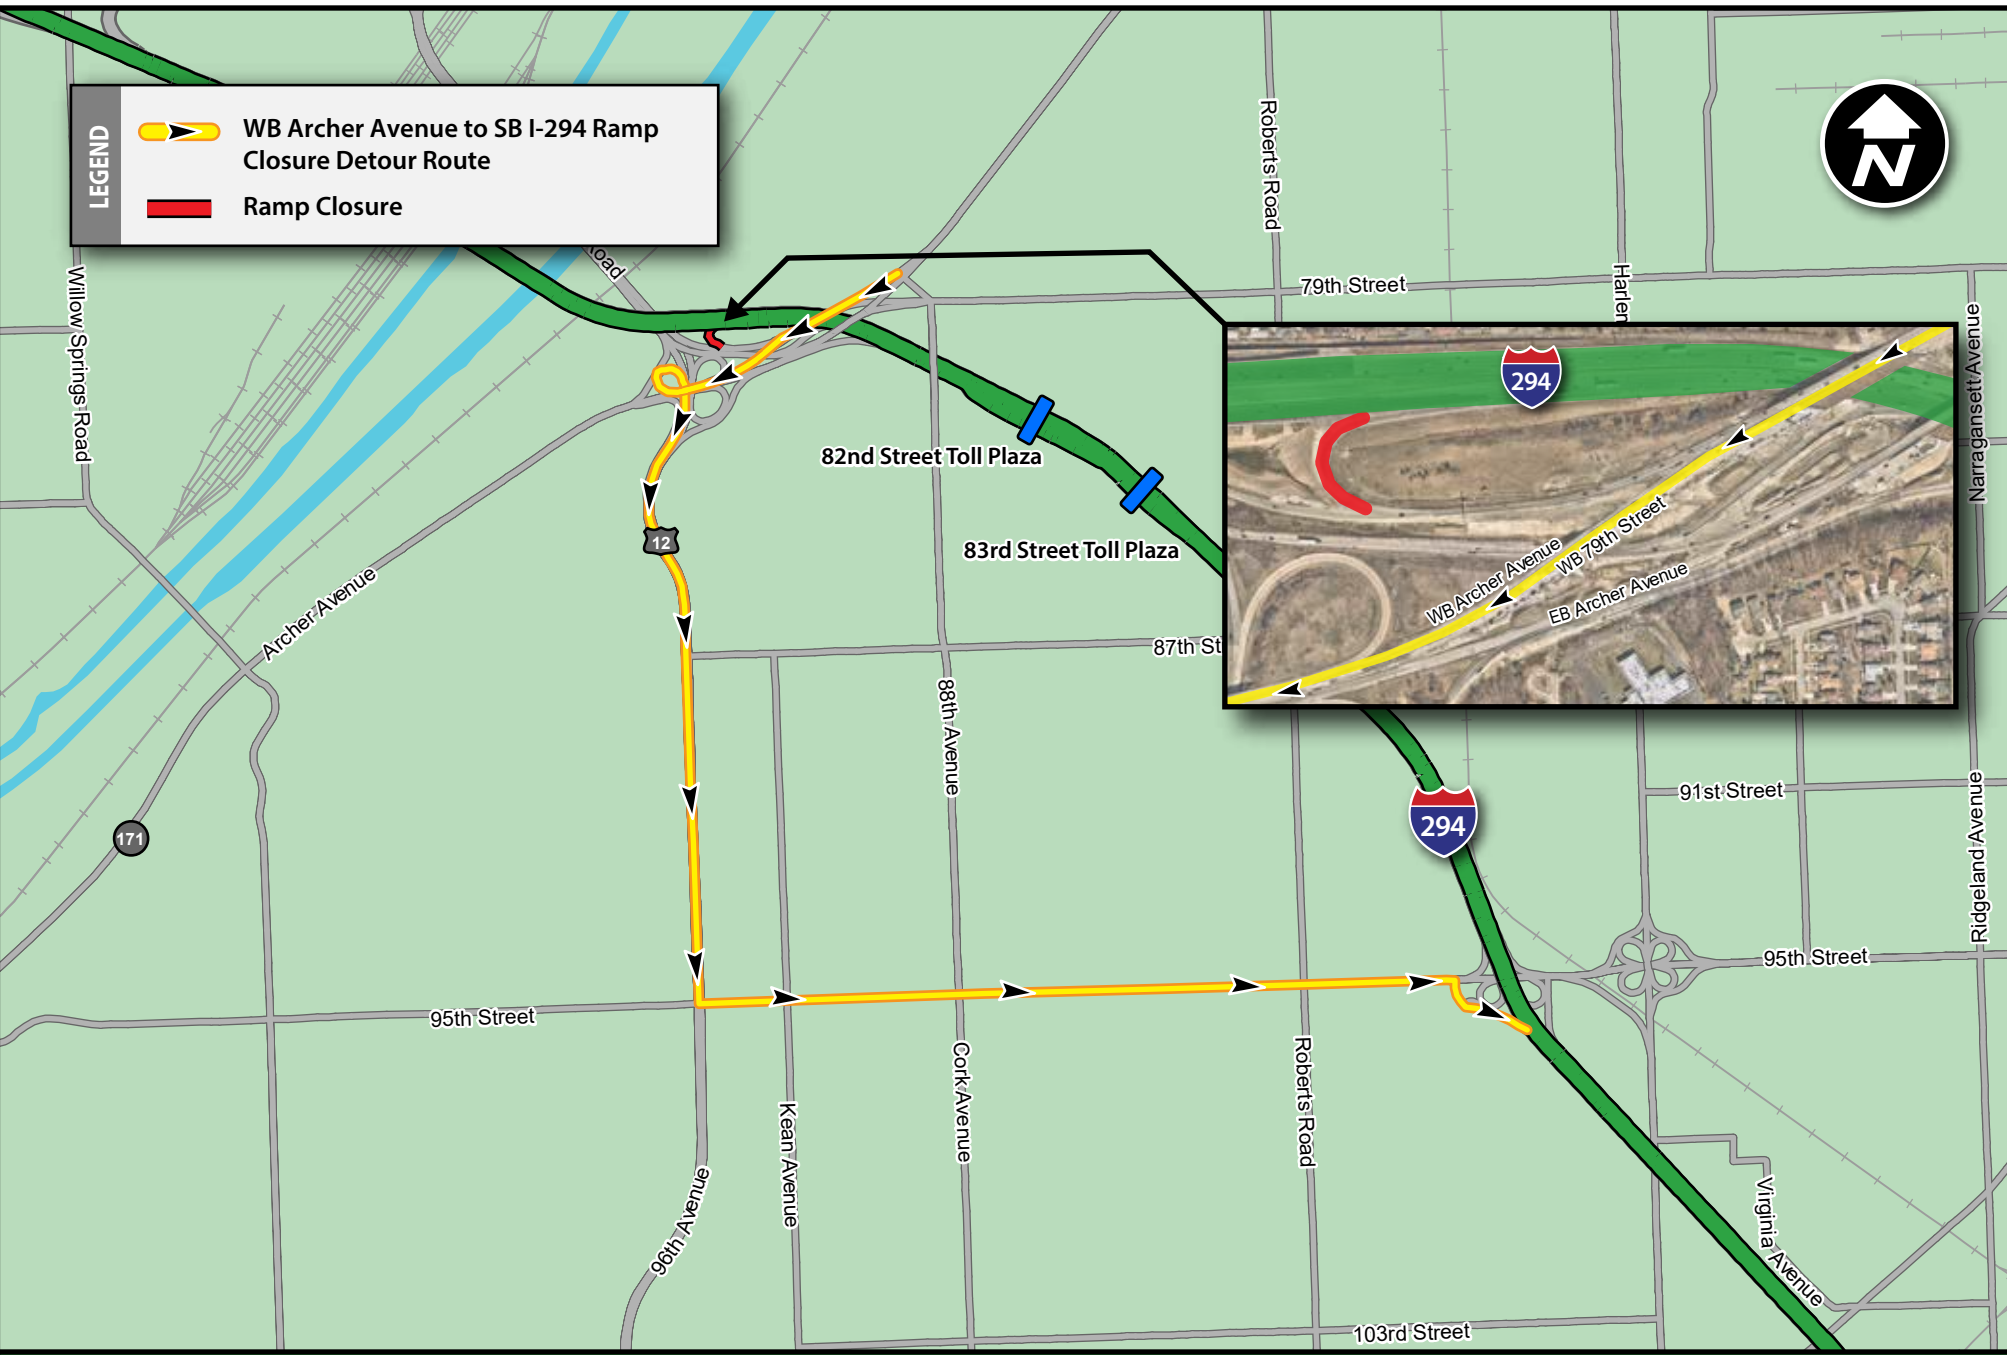 LEGEND
WB Archer Avenue to SB I-294 Ramp
Closure Detour Route
Ramp Closure
N
Road
Roberts Road
79th Street
Harlem
Willow Springs Road
Narragansett Avenue
294
WB Archer Avenue
WB 79th Street
EB Archer Avenue
82nd Street Toll Plaza
83rd Street Toll Plaza
12
Archer Avenue
87th St
88th Avenue
171
91st Street
294
Ridgeland Avenue
95th Street
95th Street
Kean Avenue
Cork Avenue
Roberts Road
96th Avenue
Virginia Avenue
103rd Street